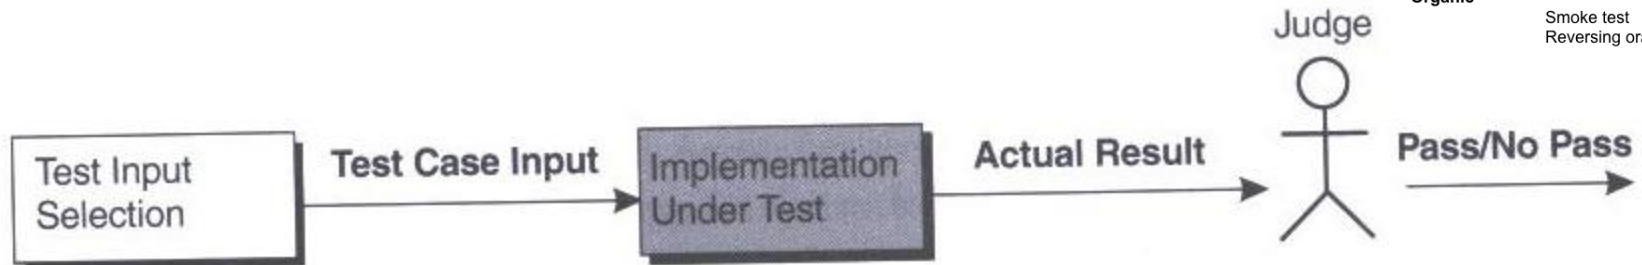 Judge
Smoke test
Test Input
Selection
Test Case Input
Implementation
Under Test
Actual Result
Pass/No Pass